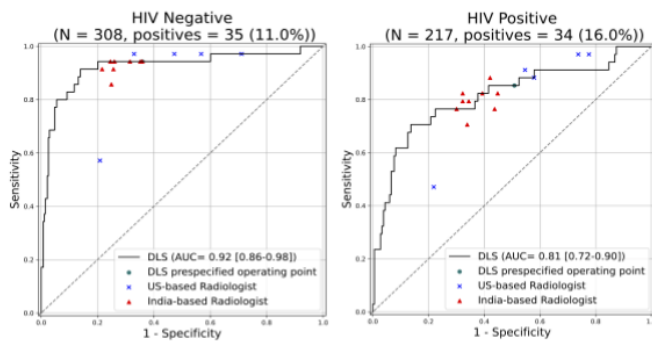 HIV Negative
(N = 308, positives = 35 (11.0%))
Sensitivity
1.0
0.8
0.6
0.4
0.2
0.0
0.0 0.2 0.4 0.6 0.8 1.0
1 - Specificity
DLS (AUC= 0.92 [0.86-0.98])
DLS prespecified operating point
US-based Radiologist
India-based Radiologist
HIV Positive
(N = 217, positives = 34 (16.0%))
Sensitivity
1.0
0.8
0.6
0.4
0.2
0.0
0.0 0.2 0.4 0.6 0.8 1.0
1 - Specificity
DLS (AUC= 0.81 [0.72-0.90])
DLS prespecified operating point
US-based Radiologist
India-based Radiologist